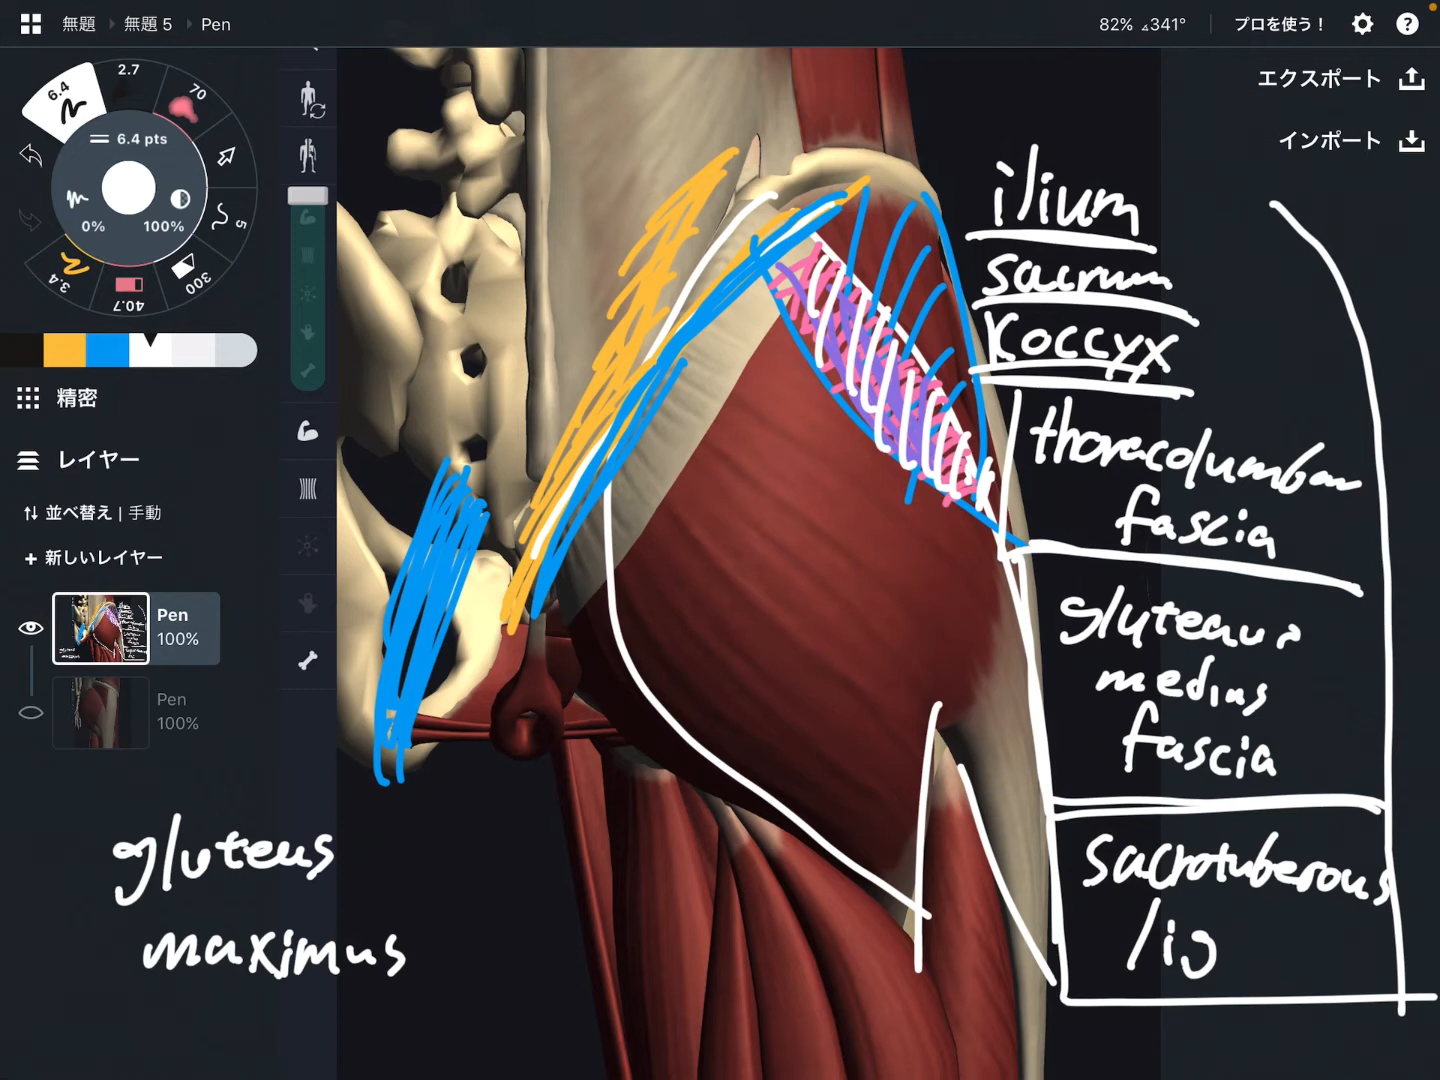 無題 無題 5 Pen
82% ⊿341° プロを使う！
エクスポート
インポート
2.7
6.4
70
6.4 pts
0% 100%
5
3.4
40.7
300
精密
レイヤー
並べ替え | 手動
+ 新しいレイヤー
Pen
100%
Pen
100%
ilium
sacrum
Koccyx
thoracolumbar
fascia
gluteaus
medius
fascia
sacrotuberous
lig
gluteus
maximus